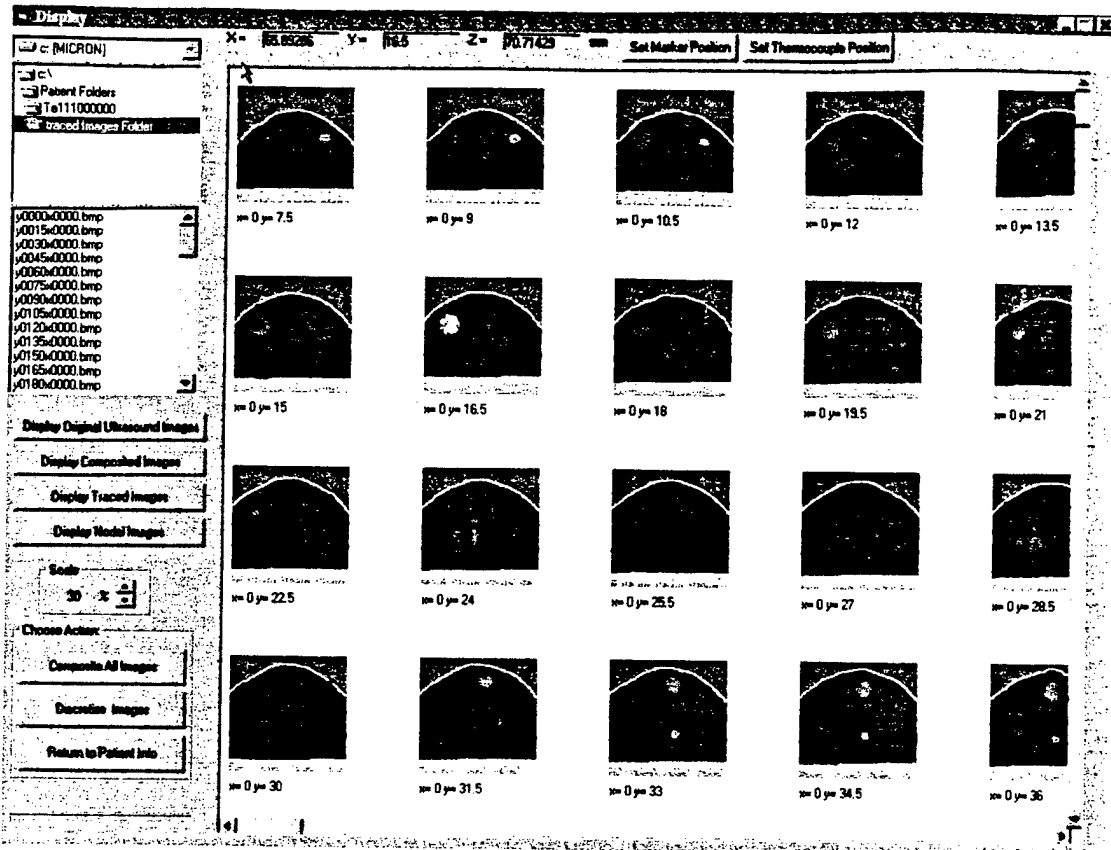 Display
c: [MICRON]
X= 65.89286 Y= 16.5 Z= 70.71429 mm Set Marker Position Set Thermocouple Position
c:\
Patient Folders
Te111000000
traced Images Folder
y0000x0000.bmp
y0015x0000.bmp
y0030x0000.bmp
y0045x0000.bmp
y0060x0000.bmp
y0075x0000.bmp
y0090x0000.bmp
y0105x0000.bmp
y0120x0000.bmp
y0135x0000.bmp
y0150x0000.bmp
y0165x0000.bmp
y0180x0000.bmp
Display Original Ultrasound Images
Display Composited Images
Display Traced Images
Display Nodal Images
Scale
30 %
Choose Action:
Composite All Images
Discretize Images
Return to Patient Info
x= 0 y= 7.5 x= 0 y= 9 x= 0 y= 10.5 x= 0 y= 12 x= 0 y= 13.5
x= 0 y= 15 x= 0 y= 16.5 x= 0 y= 18 x= 0 y= 19.5 x= 0 y= 21
x= 0 y= 22.5 x= 0 y= 24 x= 0 y= 25.5 x= 0 y= 27 x= 0 y= 28.5
x= 0 y= 30 x= 0 y= 31.5 x= 0 y= 33 x= 0 y= 34.5 x= 0 y= 36